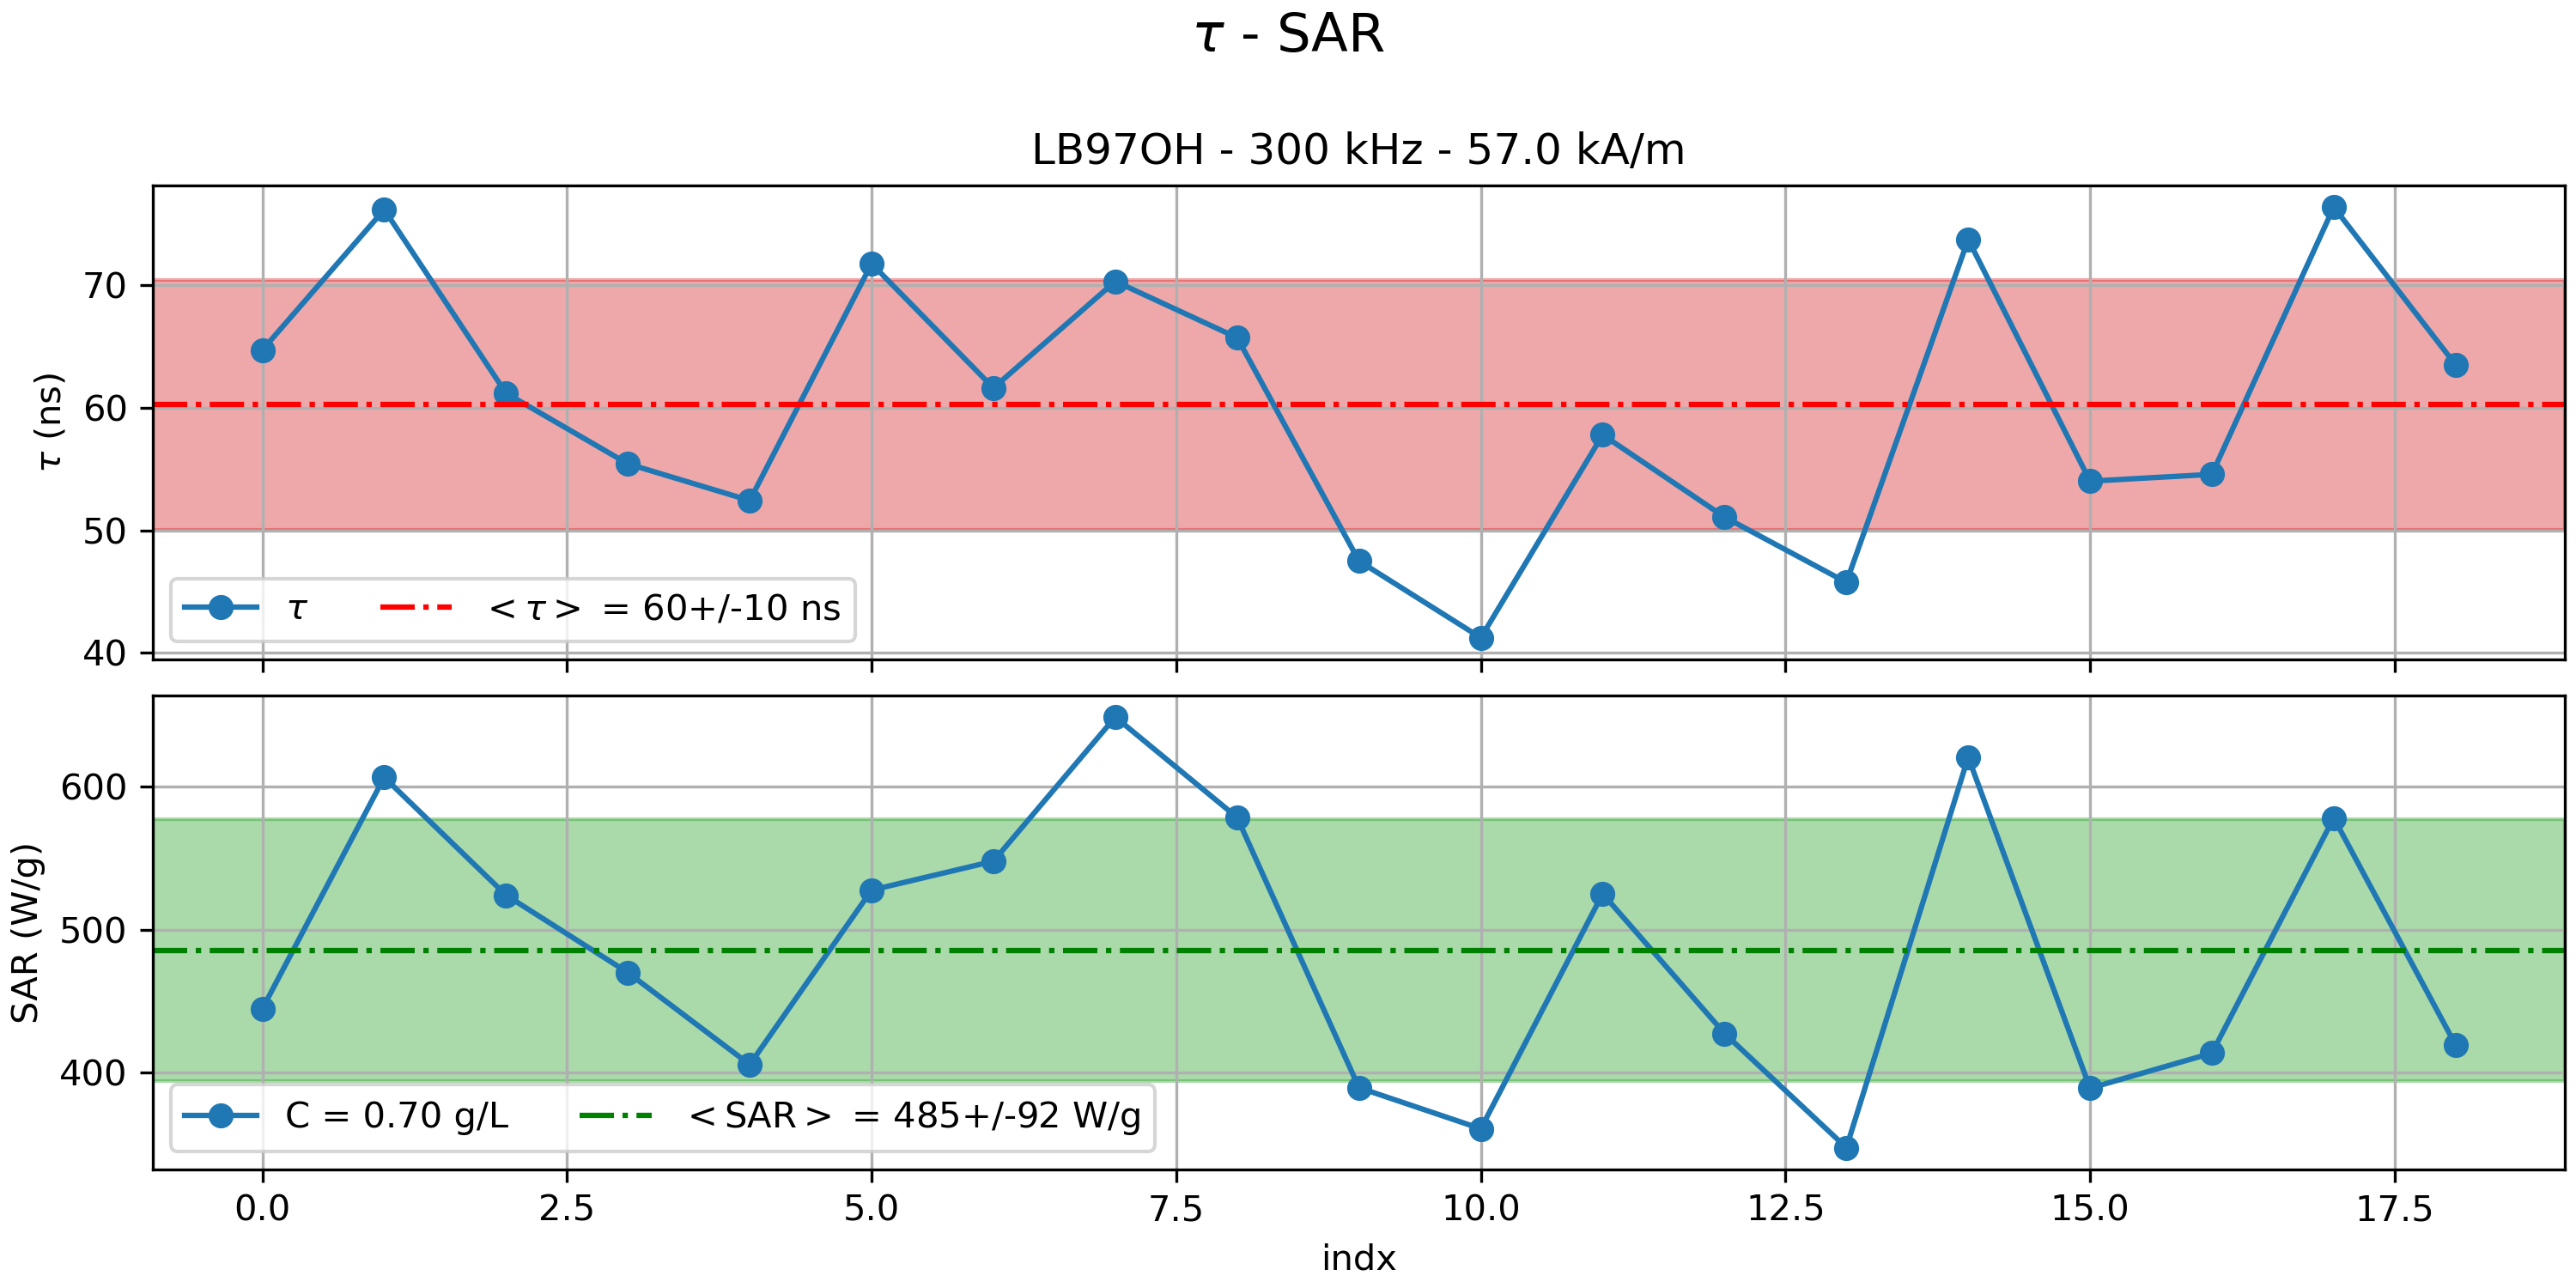 τ - SAR
LB97OH - 300 kHz - 57.0 kA/m
τ (ns)
70
60
50
40
τ   <τ> = 60+/-10 ns
SAR (W/g)
600
500
400
C = 0.70 g/L   <SAR> = 485+/-92 W/g
0.0 2.5 5.0 7.5 10.0 12.5 15.0 17.5
indx